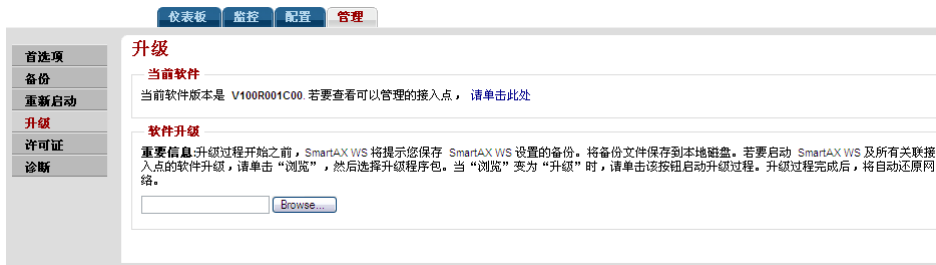 仪表板 监控 配置 管理
首选项
备份
重新启动
升级
许可证
诊断
升级
当前软件
当前软件版本是 V100R001C00. 若要查看可以管理的接入点， 请单击此处
软件升级
重要信息:升级过程开始之前，SmartAX WS 将提示您保存 SmartAX WS 设置的备份。将备份文件保存到本地磁盘。若要启动 SmartAX WS 及所有关联接
入点的软件升级，请单击“浏览”，然后选择升级程序包。当“浏览”变为“升级”时，请单击该按钮启动升级过程。升级过程完成后，将自动还原网
络。
Browse...